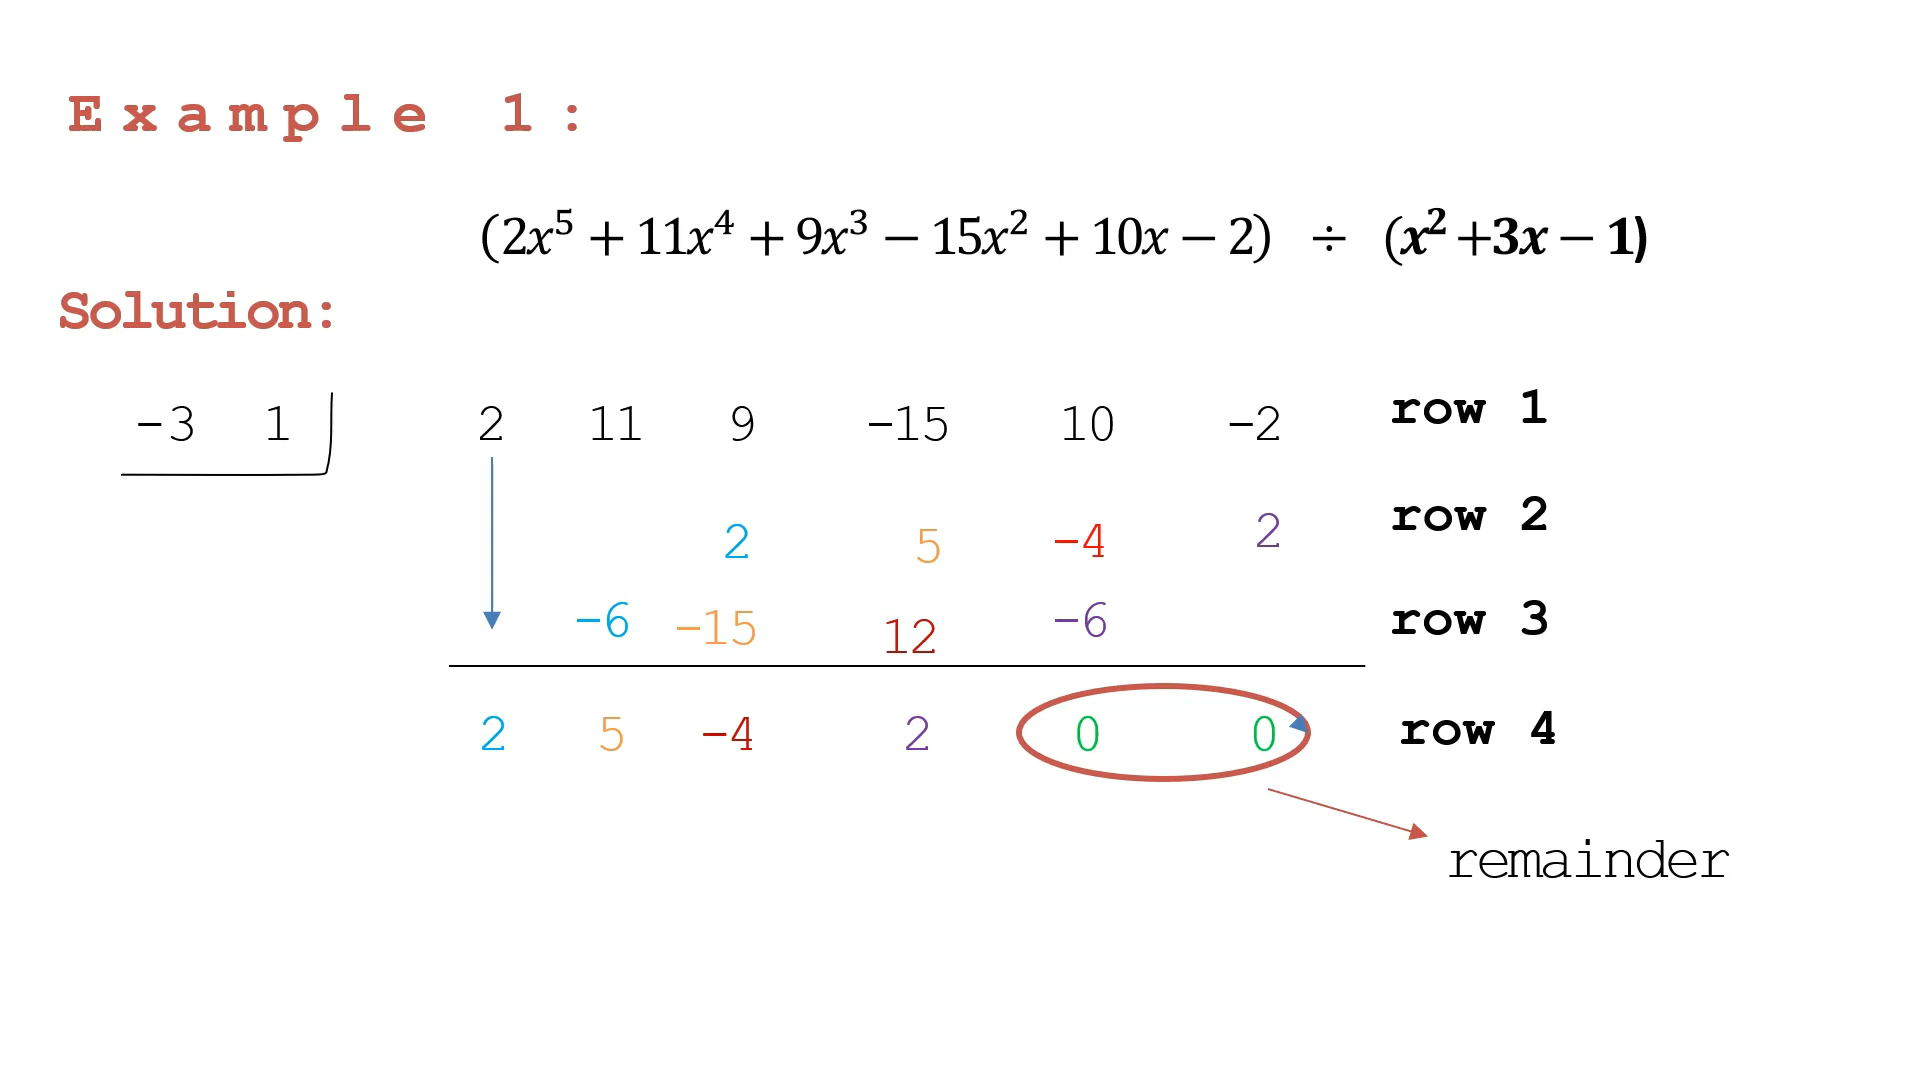 Example 1:
(2x⁵ + 11x⁴ + 9x³ − 15x² + 10x − 2) ÷ (x² +3x − 1)
Solution:
-3 1 2 11 9 -15 10 -2 row 1
2 5 -4 2 row 2
-6 -15 12 -6 row 3
2 5 -4 2 0 0 row 4
remainder